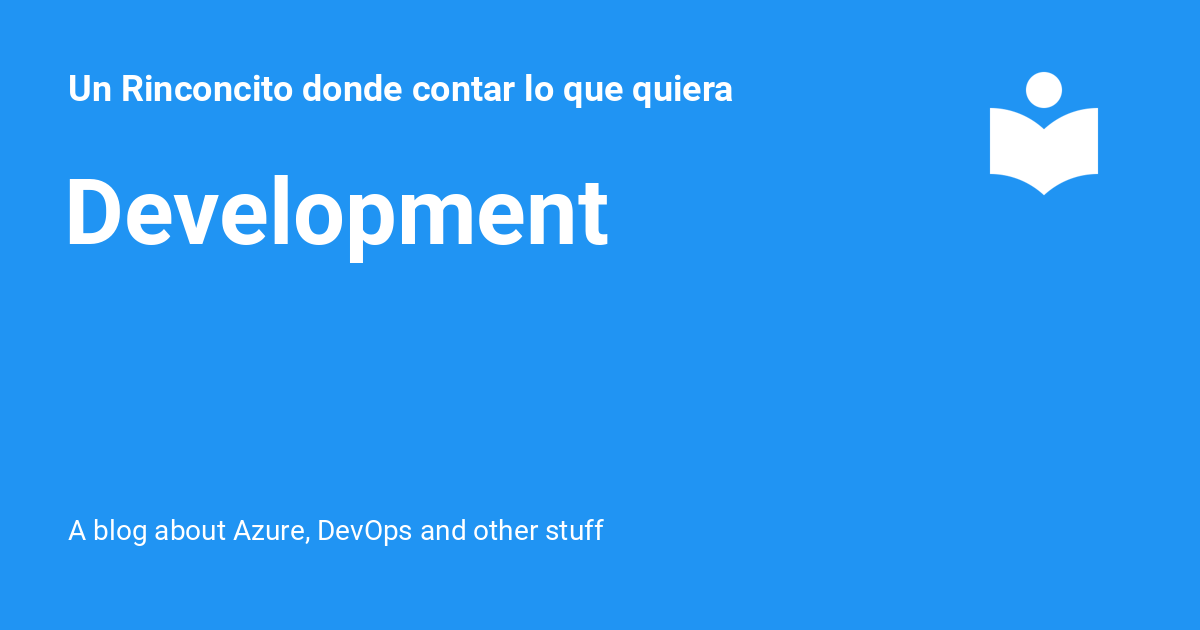 Un Rinconcito donde contar lo que quiera
Development
A blog about Azure, DevOps and other stuff